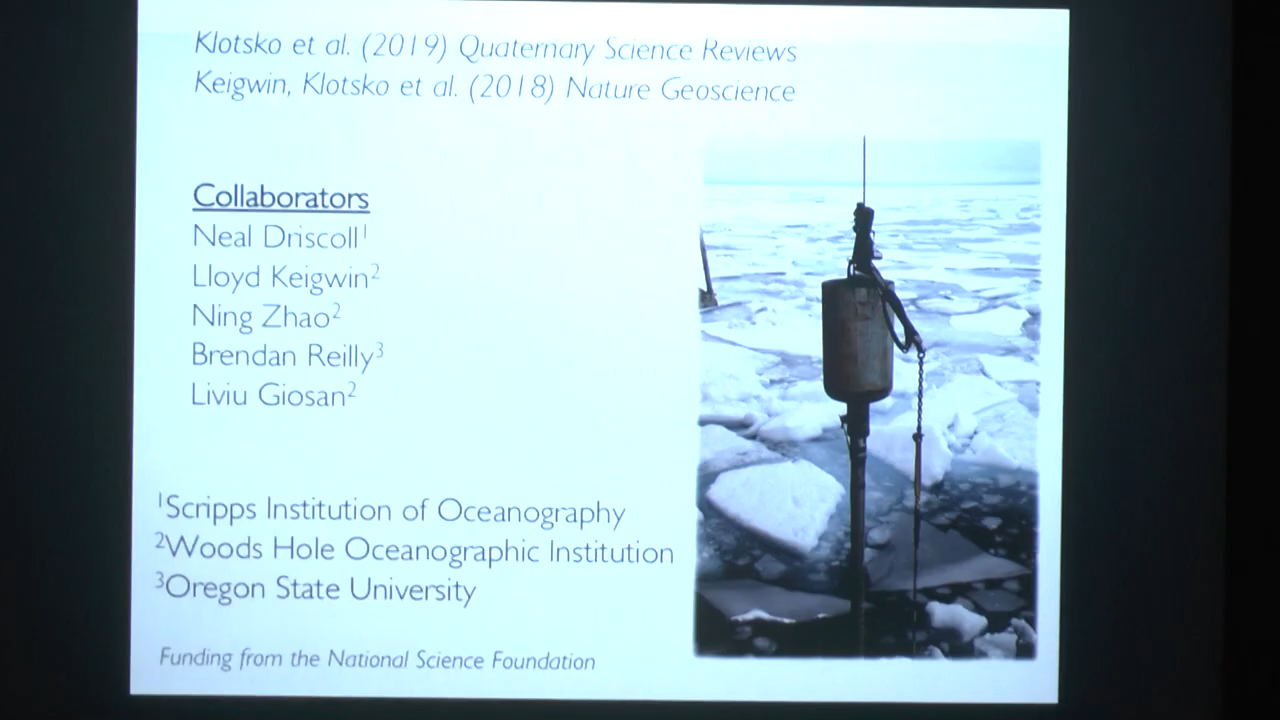 Klotsko et al. (2019) Quaternary Science Reviews
Keigwin, Klotsko et al. (2018) Nature Geoscience
Collaborators
Neal Driscoll¹
Lloyd Keigwin²
Ning Zhao²
Brendan Reilly³
Liviu Giosan²
¹Scripps Institution of Oceanography
²Woods Hole Oceanographic Institution
³Oregon State University
Funding from the National Science Foundation